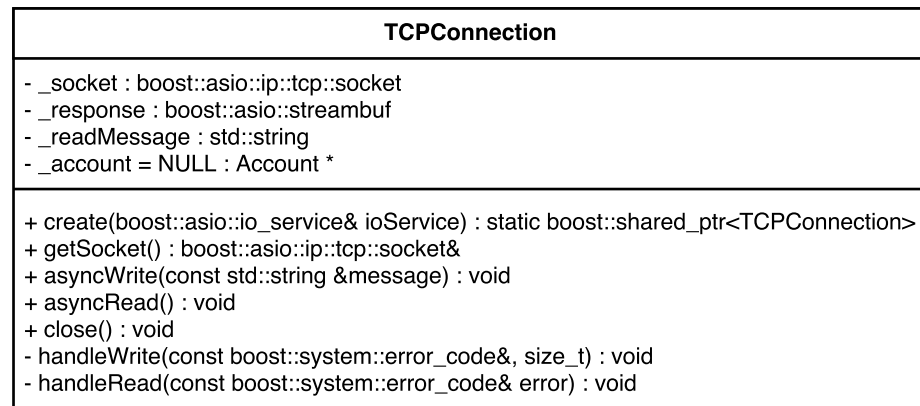 TCPConnection
- _socket : boost::asio::ip::tcp::socket
- _response : boost::asio::streambuf
- _readMessage : std::string
- _account = NULL : Account *
+ create(boost::asio::io_service& ioService) : static boost::shared_ptr<TCPConnection>
+ getSocket() : boost::asio::ip::tcp::socket&
+ asyncWrite(const std::string &message) : void
+ asyncRead() : void
+ close() : void
- handleWrite(const boost::system::error_code&, size_t) : void
- handleRead(const boost::system::error_code& error) : void